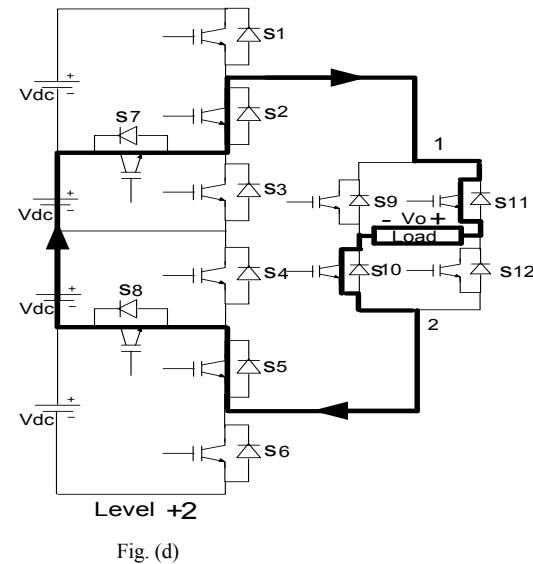 S1
+
-
Vdc
S7
S2
1
S3
S9
S11
+
-
Vdc
- Vo +
Load
S4
S10
S12
+
-
Vdc
S8
2
S5
+
-
Vdc
S6
Level +2
Fig. (d)